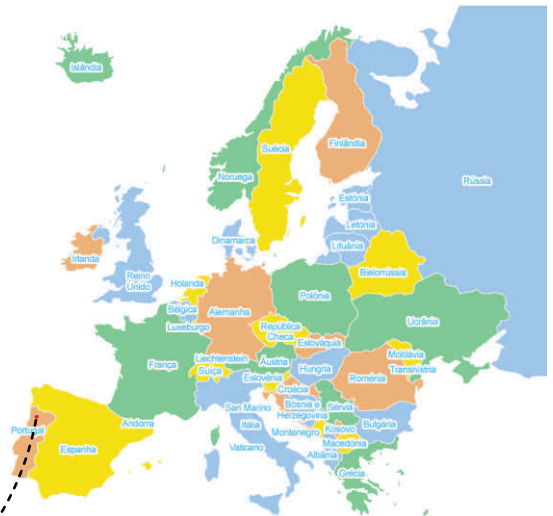 Islândia
Suécia
Finlândia
Noruega
Rússia
Estónia
Letónia
Lituânia
Dinamarca
Irlanda
Reino
Unido
Holanda
Bielorrússia
Bélgica
Luxeburgo
Alemanha
Polónia
República
Checa
Eslováquia
Ucrânia
França
Liechtenstein
Suiça
Áustria
Hungria
Moldávia
Transnístria
Eslovénia
Croácia
Roméria
San Marino
Bósnia e
Herzegovina
Sérvia
Itália
Montenegro
Kosovo
Bulgária
Vaticano
Macedónia
Albânia
Grécia
Andorra
Portugal
Espanha